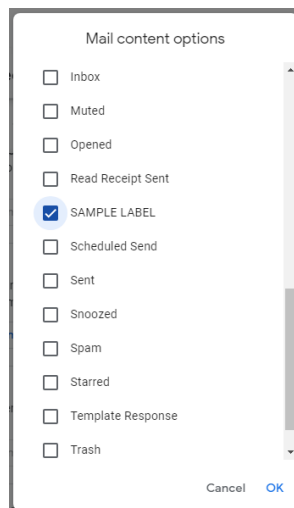 Mail content options
Inbox
Muted
Opened
Read Receipt Sent
SAMPLE LABEL
Scheduled Send
Sent
Snoozed
Spam
Starred
Template Response
Trash
Cancel OK